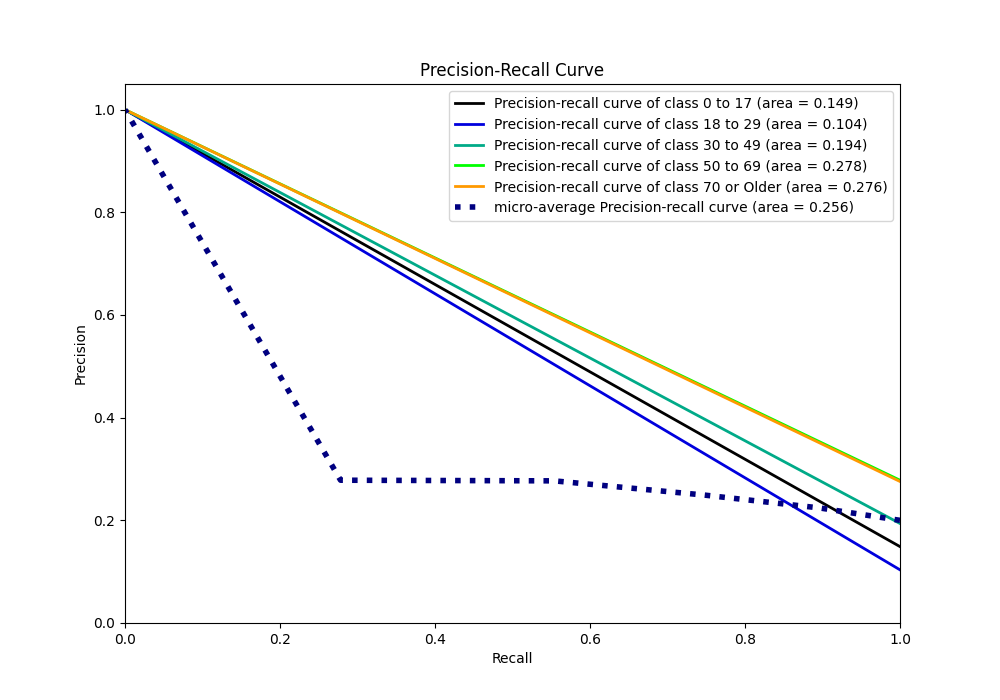 Precision-Recall Curve
Precision-recall curve of class 0 to 17 (area = 0.149)
Precision-recall curve of class 18 to 29 (area = 0.104)
Precision-recall curve of class 30 to 49 (area = 0.194)
Precision-recall curve of class 50 to 69 (area = 0.278)
Precision-recall curve of class 70 or Older (area = 0.276)
micro-average Precision-recall curve (area = 0.256)
1.0
0.8
0.6
0.4
0.2
0.0
Precision
0.0 0.2 0.4 0.6 0.8 1.0
Recall